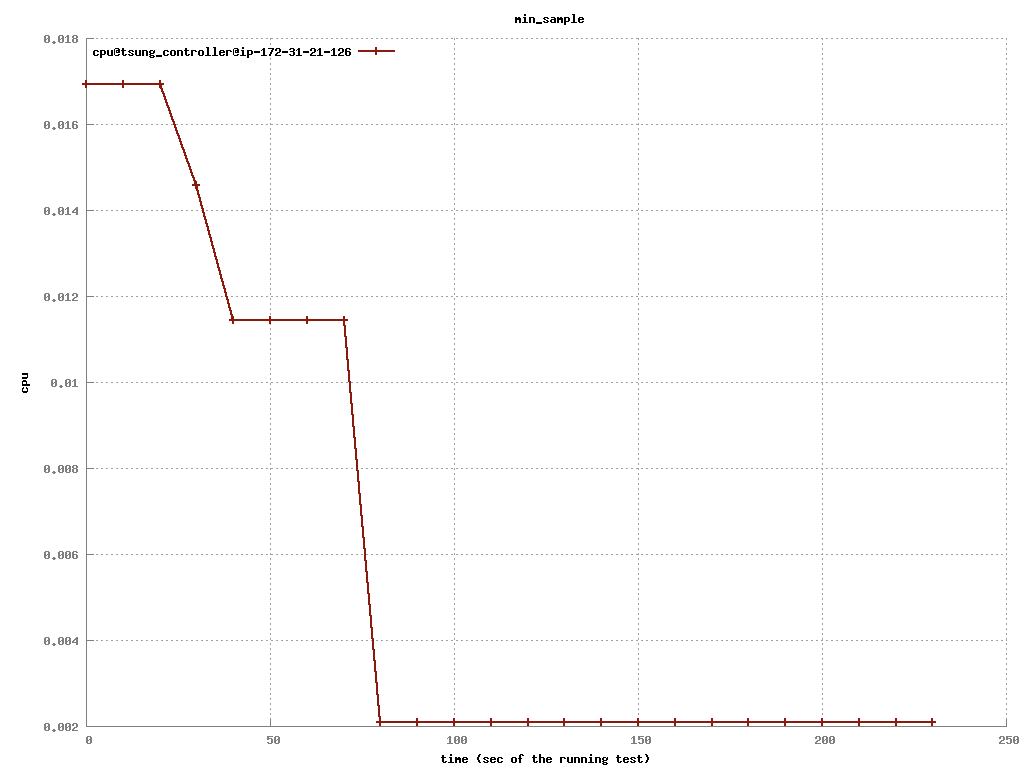 min_sample
cpu@tsung_controller@ip-172-31-21-126
0.018
0.016
0.014
0.012
0.01
0.008
0.006
0.004
0.002
cpu
0 50 100 150 200 250
time (sec of the running test)